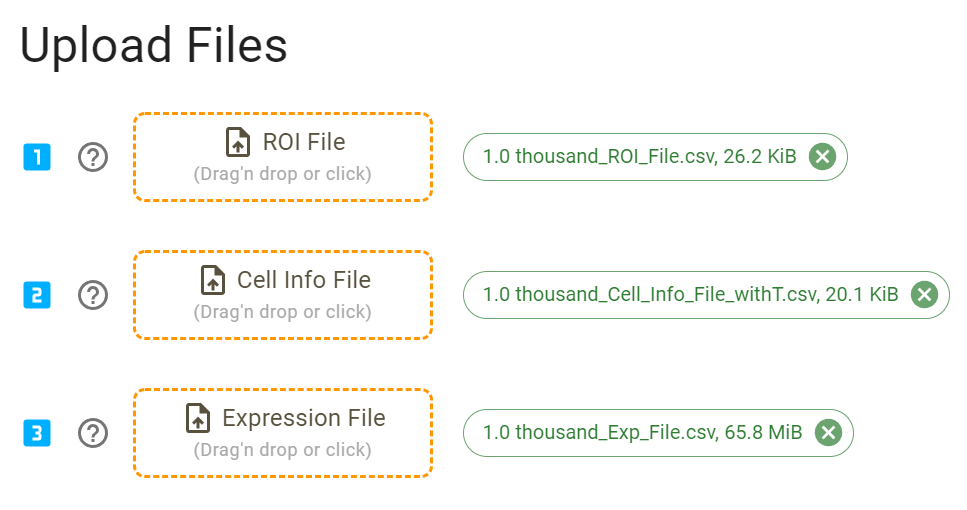 Upload Files
1
?
ROI File
(Drag'n drop or click)
1.0 thousand_ROI_File.csv, 26.2 KiB
2
?
Cell Info File
(Drag'n drop or click)
1.0 thousand_Cell_Info_File_withT.csv, 20.1 KiB
3
?
Expression File
(Drag'n drop or click)
1.0 thousand_Exp_File.csv, 65.8 MiB